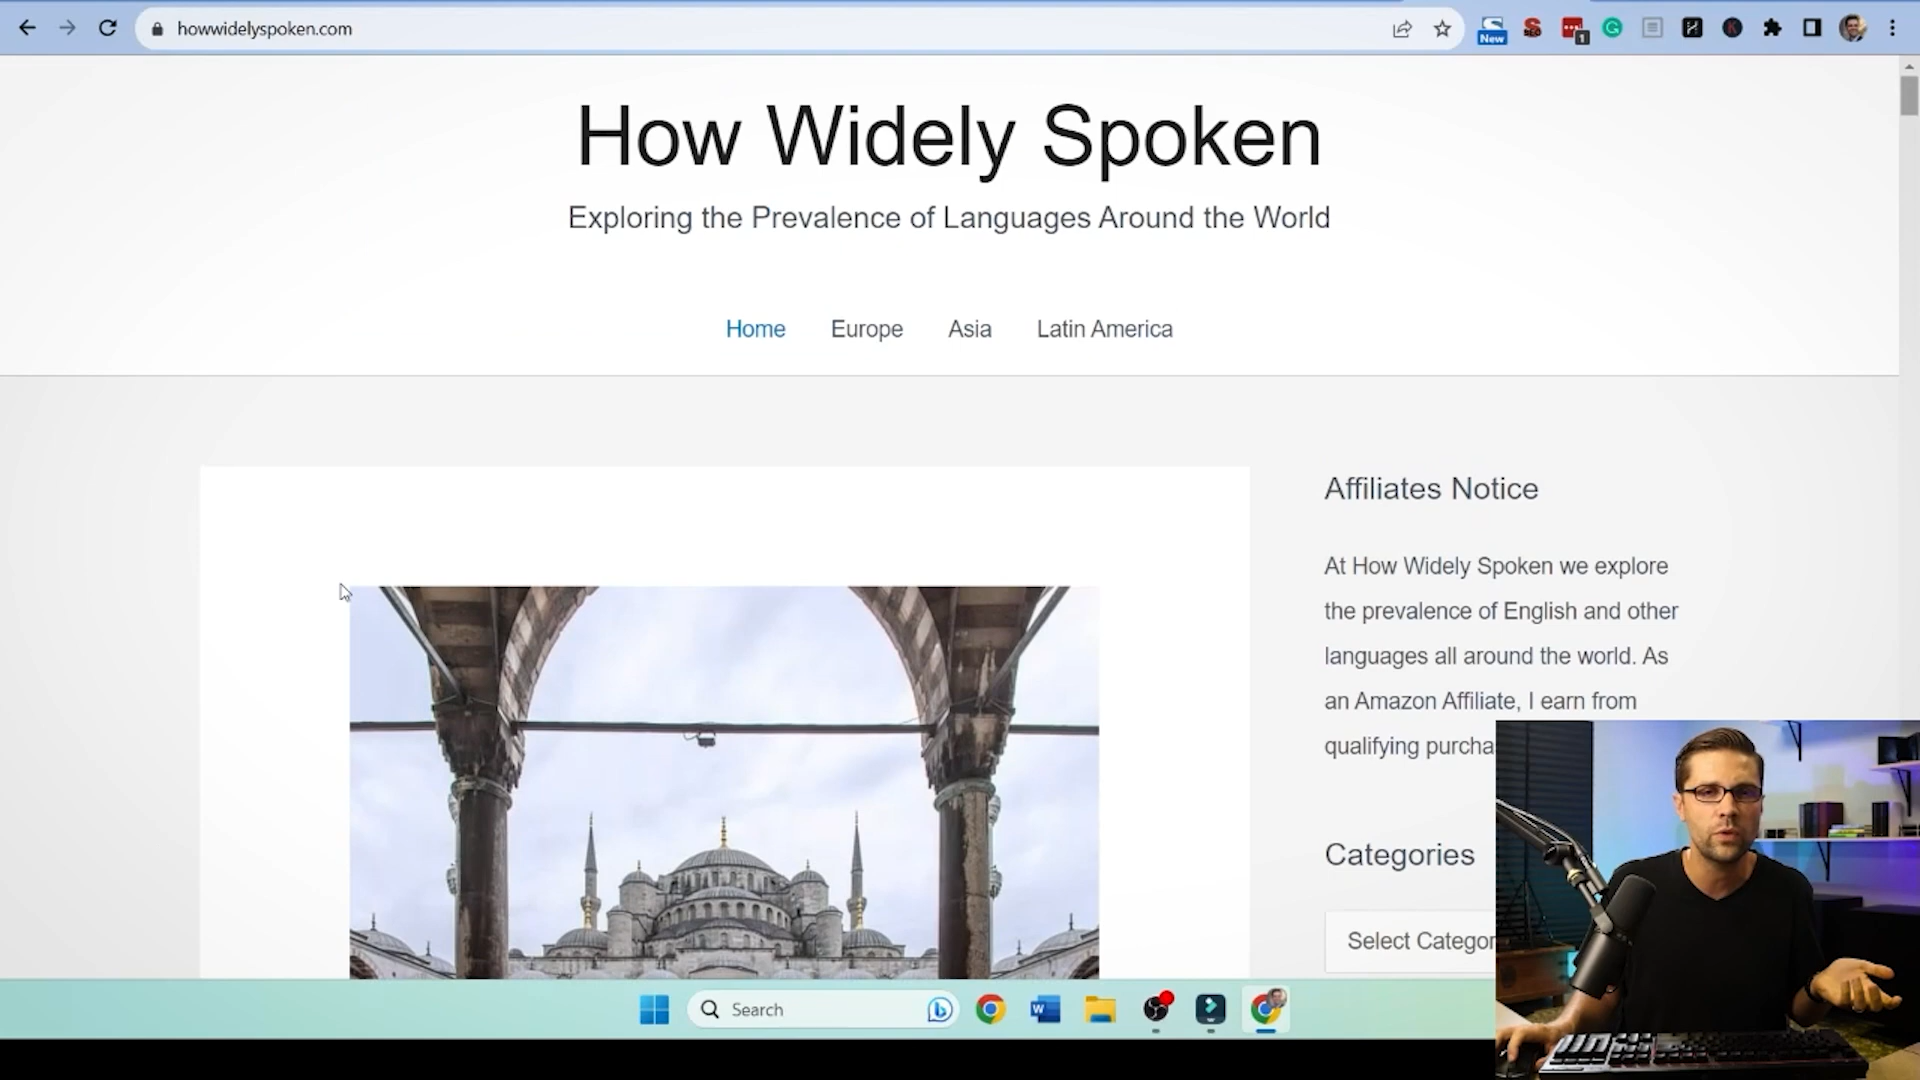 howwidelyspoken.com
New
1
How Widely Spoken
Exploring the Prevalence of Languages Around the World
Home Europe Asia Latin America
Affiliates Notice
At How Widely Spoken we explore
the prevalence of English and other
languages all around the world. As
an Amazon Affiliate, I earn from
qualifying purcha
Categories
Select Categor
Search